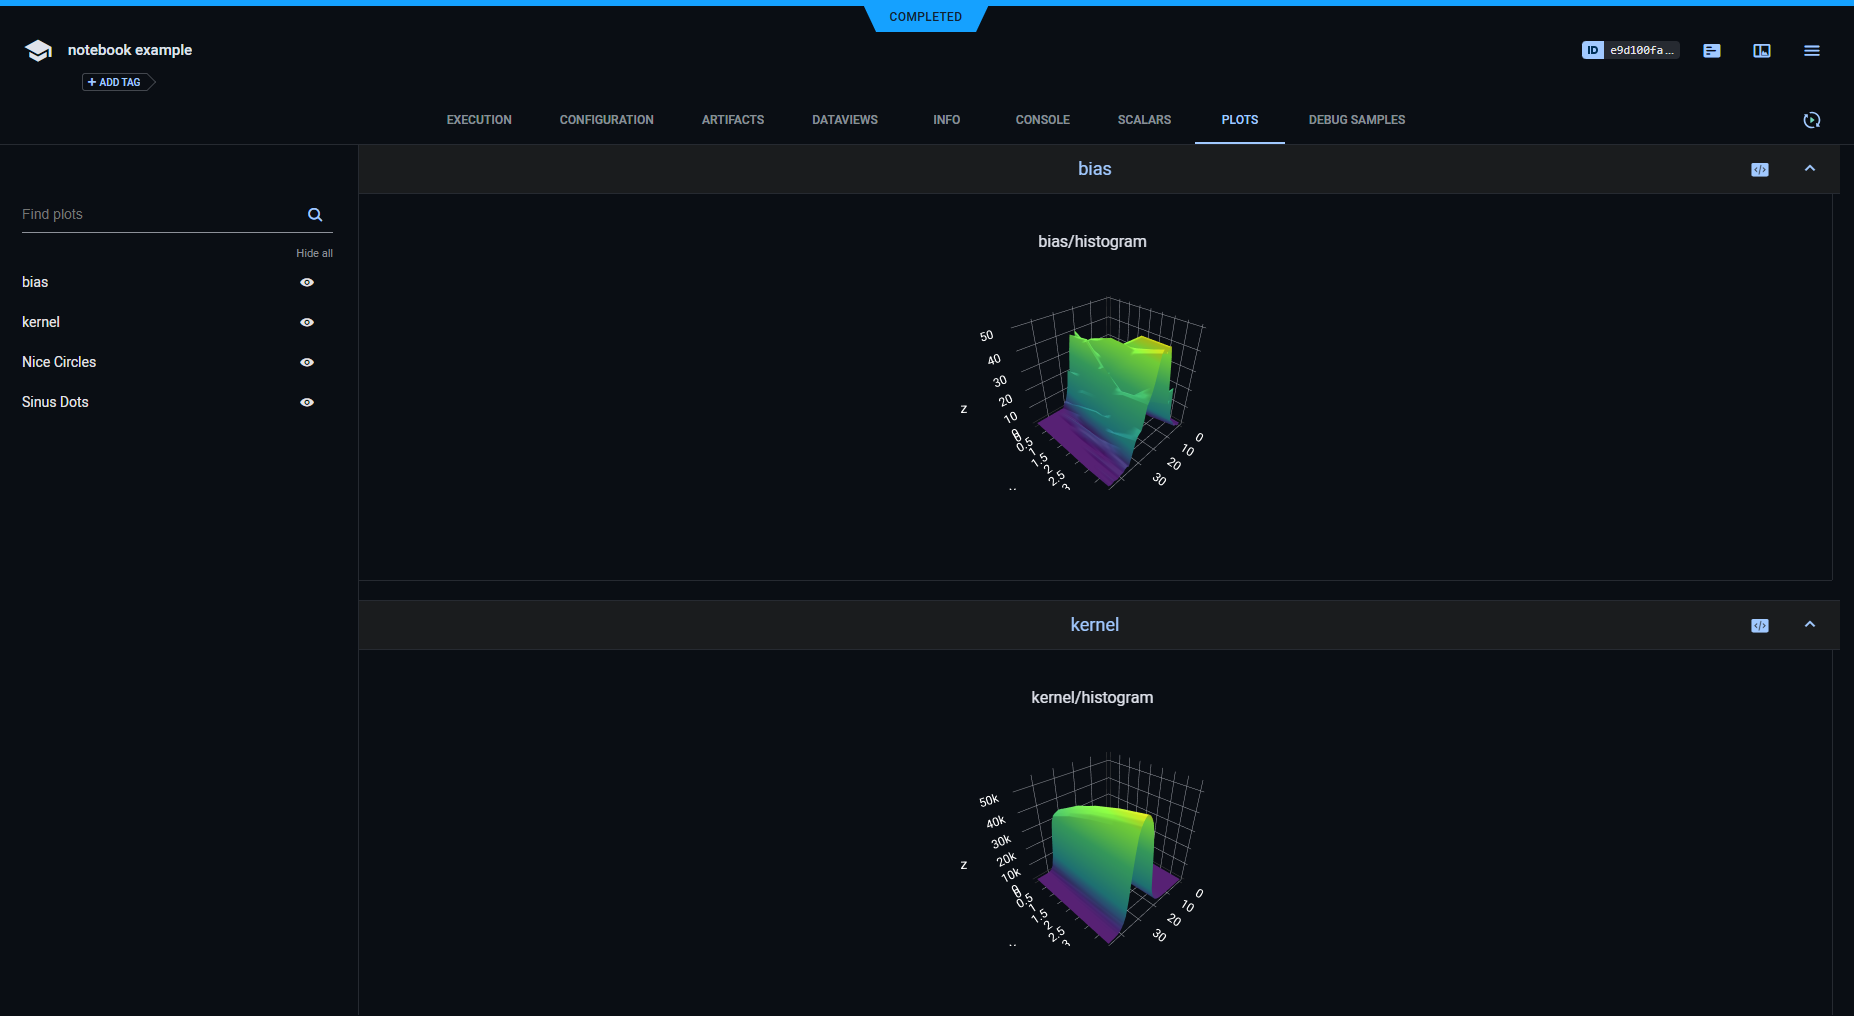 COMPLETED
notebook example
ID e9d100fa...
+ ADD TAG
EXECUTION CONFIGURATION ARTIFACTS DATAVIEWS INFO CONSOLE SCALARS PLOTS DEBUG SAMPLES
Find plots
Hide all
bias
kernel
Nice Circles
Sinus Dots
bias
bias/histogram
50
40
30
20
10
0
z
0
0.5
1
1.5
2
2.5
3
0
10
20
30
kernel
kernel/histogram
50k
40k
30k
20k
10k
0
z
0
0.5
1
1.5
2
2.5
3
0
10
20
30